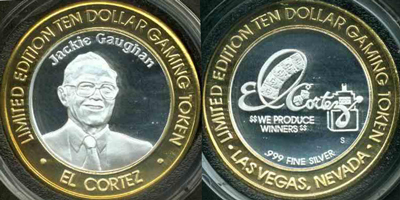 LIMITED EDITION TEN DOLLAR GAMING TOKEN
Jackie Gaughan
• EL CORTEZ •
LIMITED EDITION TEN DOLLAR GAMING TOKEN
El Cortez
$$ WE PRODUCE
WINNERS $$
S
.999 FINE SILVER
• LAS VEGAS, NEVADA •